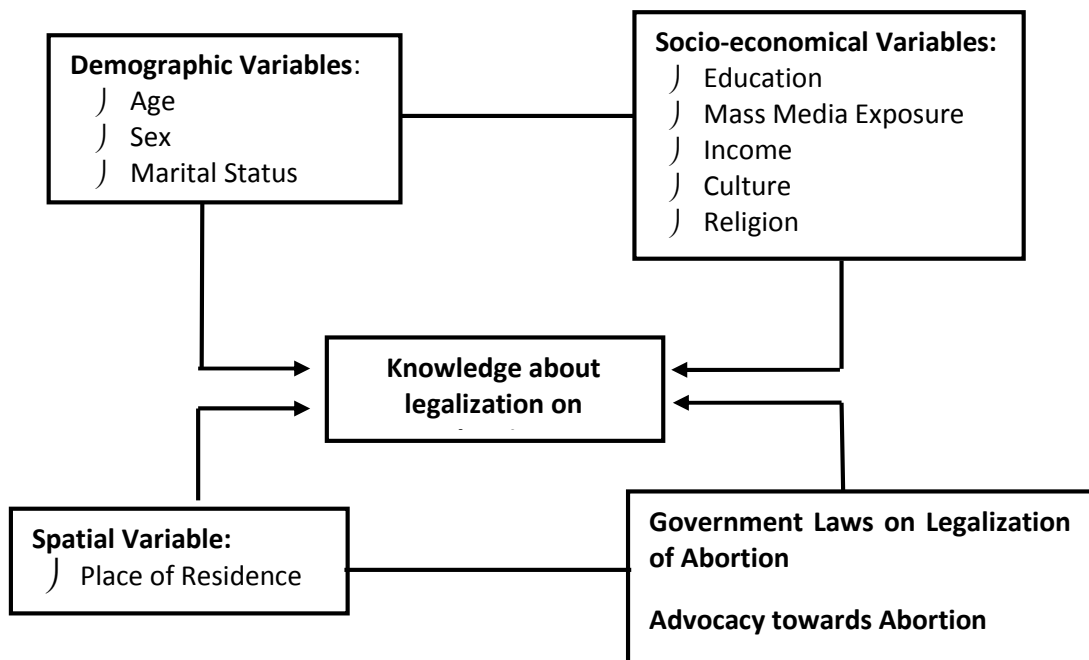 Demographic Variables:
Age
Sex
Marital Status
Socio-economical Variables:
Education
Mass Media Exposure
Income
Culture
Religion
Knowledge about
legalization on
Spatial Variable:
Place of Residence
Government Laws on Legalization
of Abortion
Advocacy towards Abortion